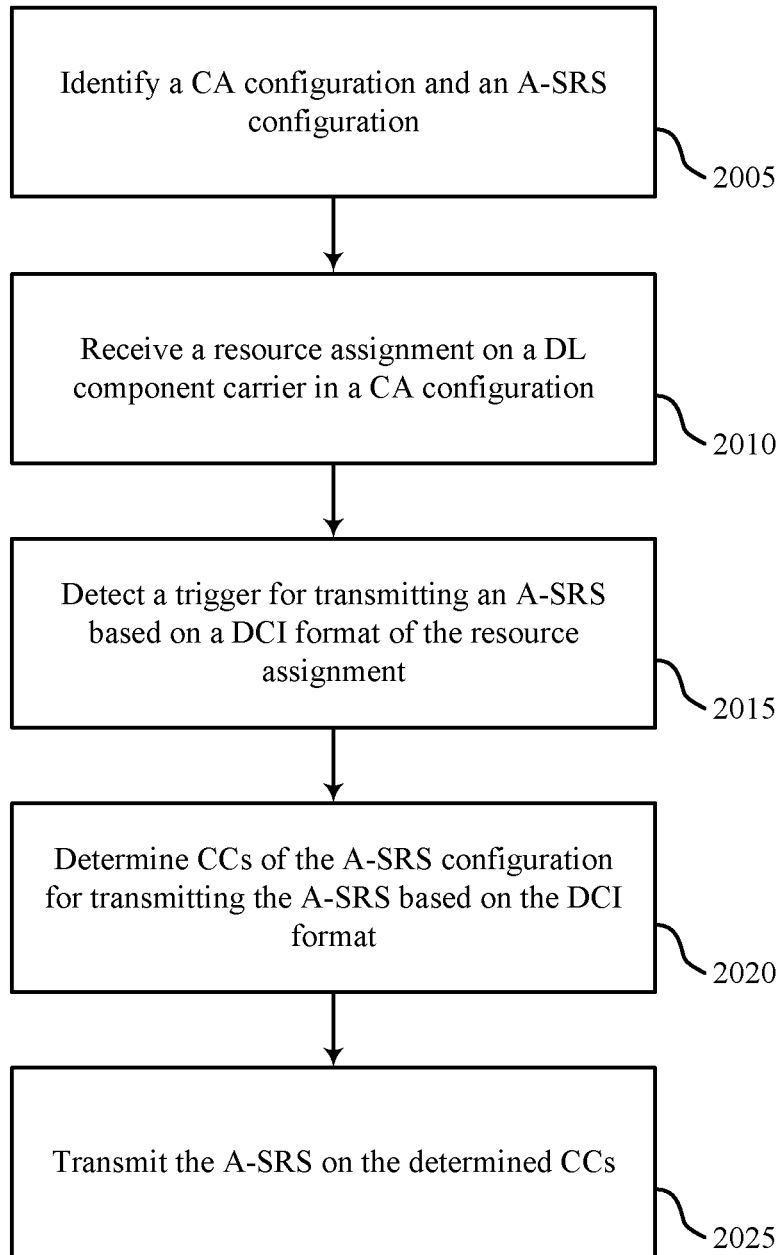 Identify a CA configuration and an A-SRS
configuration
2005
Receive a resource assignment on a DL
component carrier in a CA configuration
2010
Detect a trigger for transmitting an A-SRS
based on a DCI format of the resource
assignment
2015
Determine CCs of the A-SRS configuration
for transmitting the A-SRS based on the DCI
format
2020
Transmit the A-SRS on the determined CCs
2025